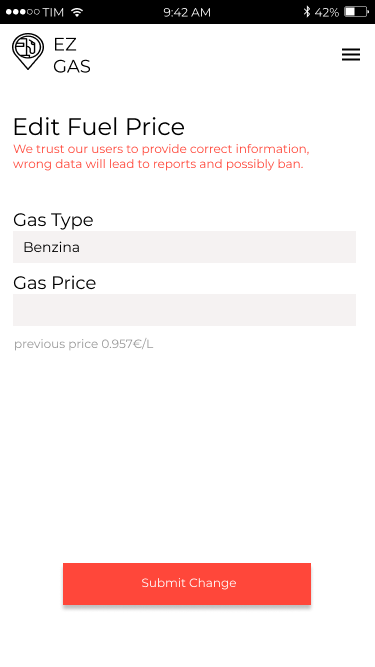 TIM 9:42 AM 42%
EZ
GAS
Edit Fuel Price
We trust our users to provide correct information,
wrong data will lead to reports and possibly ban.
Gas Type
Benzina
Gas Price
previous price 0.957€/L
Submit Change